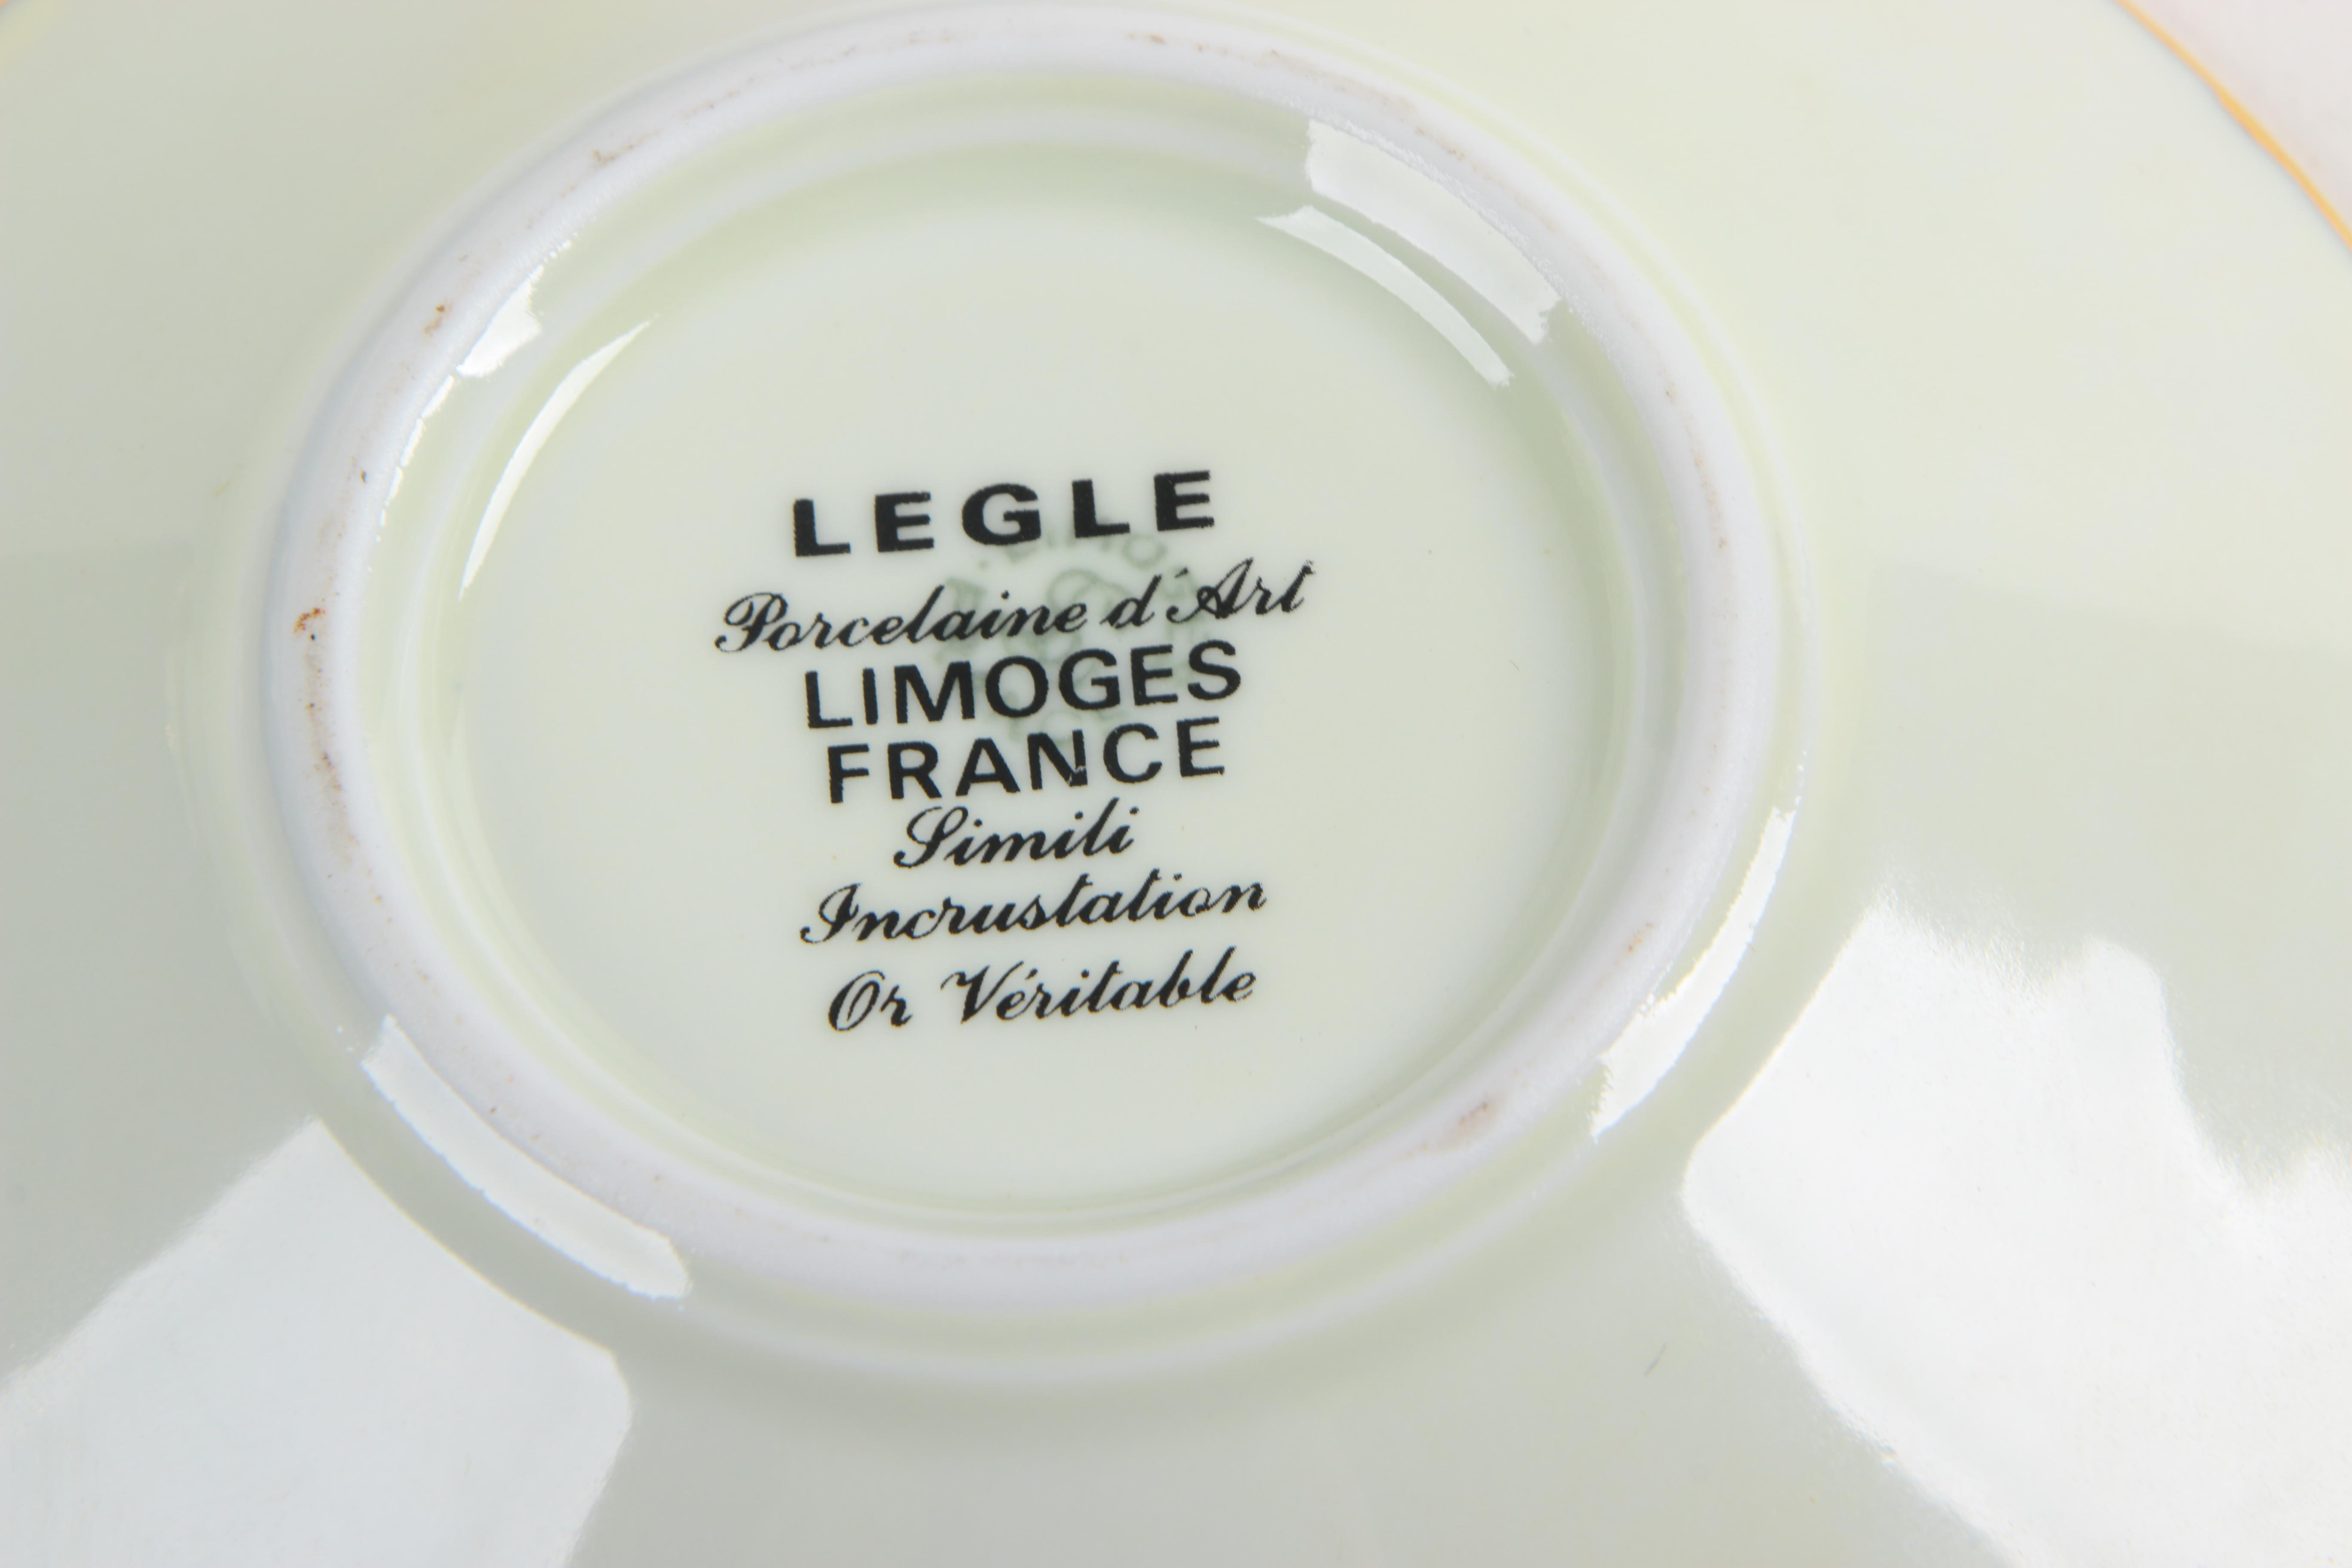 LEGLE
Porcelaine d'Art
LIMOGES
FRANCE
Simili
Incrustation
Or Véritable